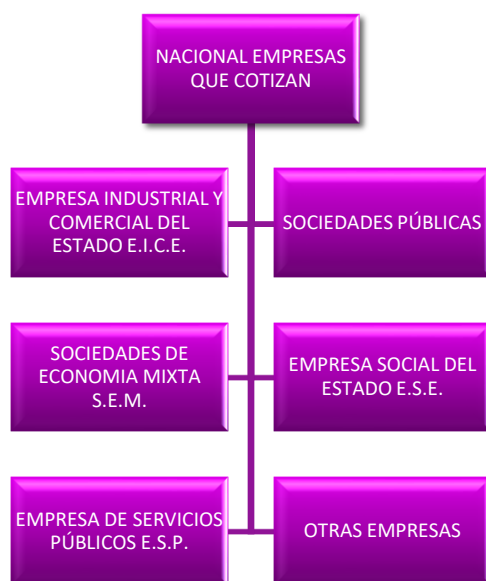 NACIONAL EMPRESAS
QUE COTIZAN
EMPRESA INDUSTRIAL Y
COMERCIAL DEL
ESTADO E.I.C.E.
SOCIEDADES PÚBLICAS
SOCIEDADES DE
ECONOMIA MIXTA
S.E.M.
EMPRESA SOCIAL DEL
ESTADO E.S.E.
EMPRESA DE SERVICIOS
PÚBLICOS E.S.P.
OTRAS EMPRESAS